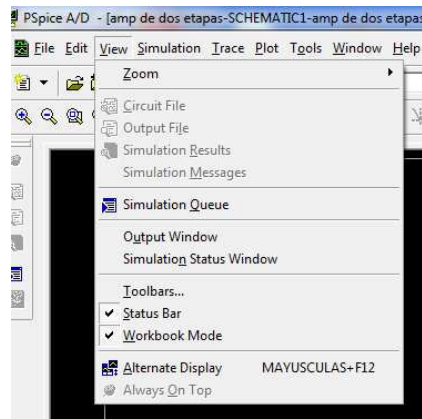 PSpice A/D - [amp de dos etapas-SCHEMATIC1-amp de dos etapas
File Edit View Simulation Trace Plot Tools Window Help
Zoom
Circuit File
Output File
Simulation Results
Simulation Messages
Simulation Queue
Output Window
Simulation Status Window
Toolbars...
Status Bar
Workbook Mode
Alternate Display MAYUSCULAS+F12
Always On Top